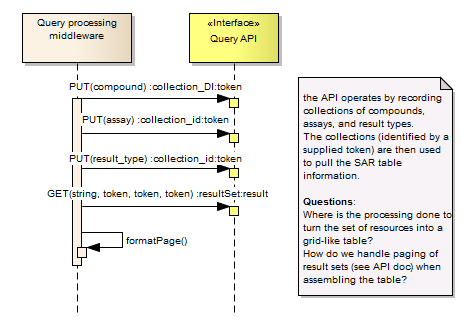 Query processing
middleware
«Interface»
Query API
PUT(compound) :collection_DI:token
PUT(assay) :collection_id:token
PUT(result_type) :collection_id:token
GET(string, token, token, token) :resultSet:result
formatPage()
the API operates by recording
collections of compounds,
assays, and result types.
The collections (identified by a
supplied token) are then used
to pull the SAR table
information.
Questions:
Where is the processing done to
turn the set of resources into a
grid-like table?
How do we handle paging of
result sets (see API doc) when
assembling the table?